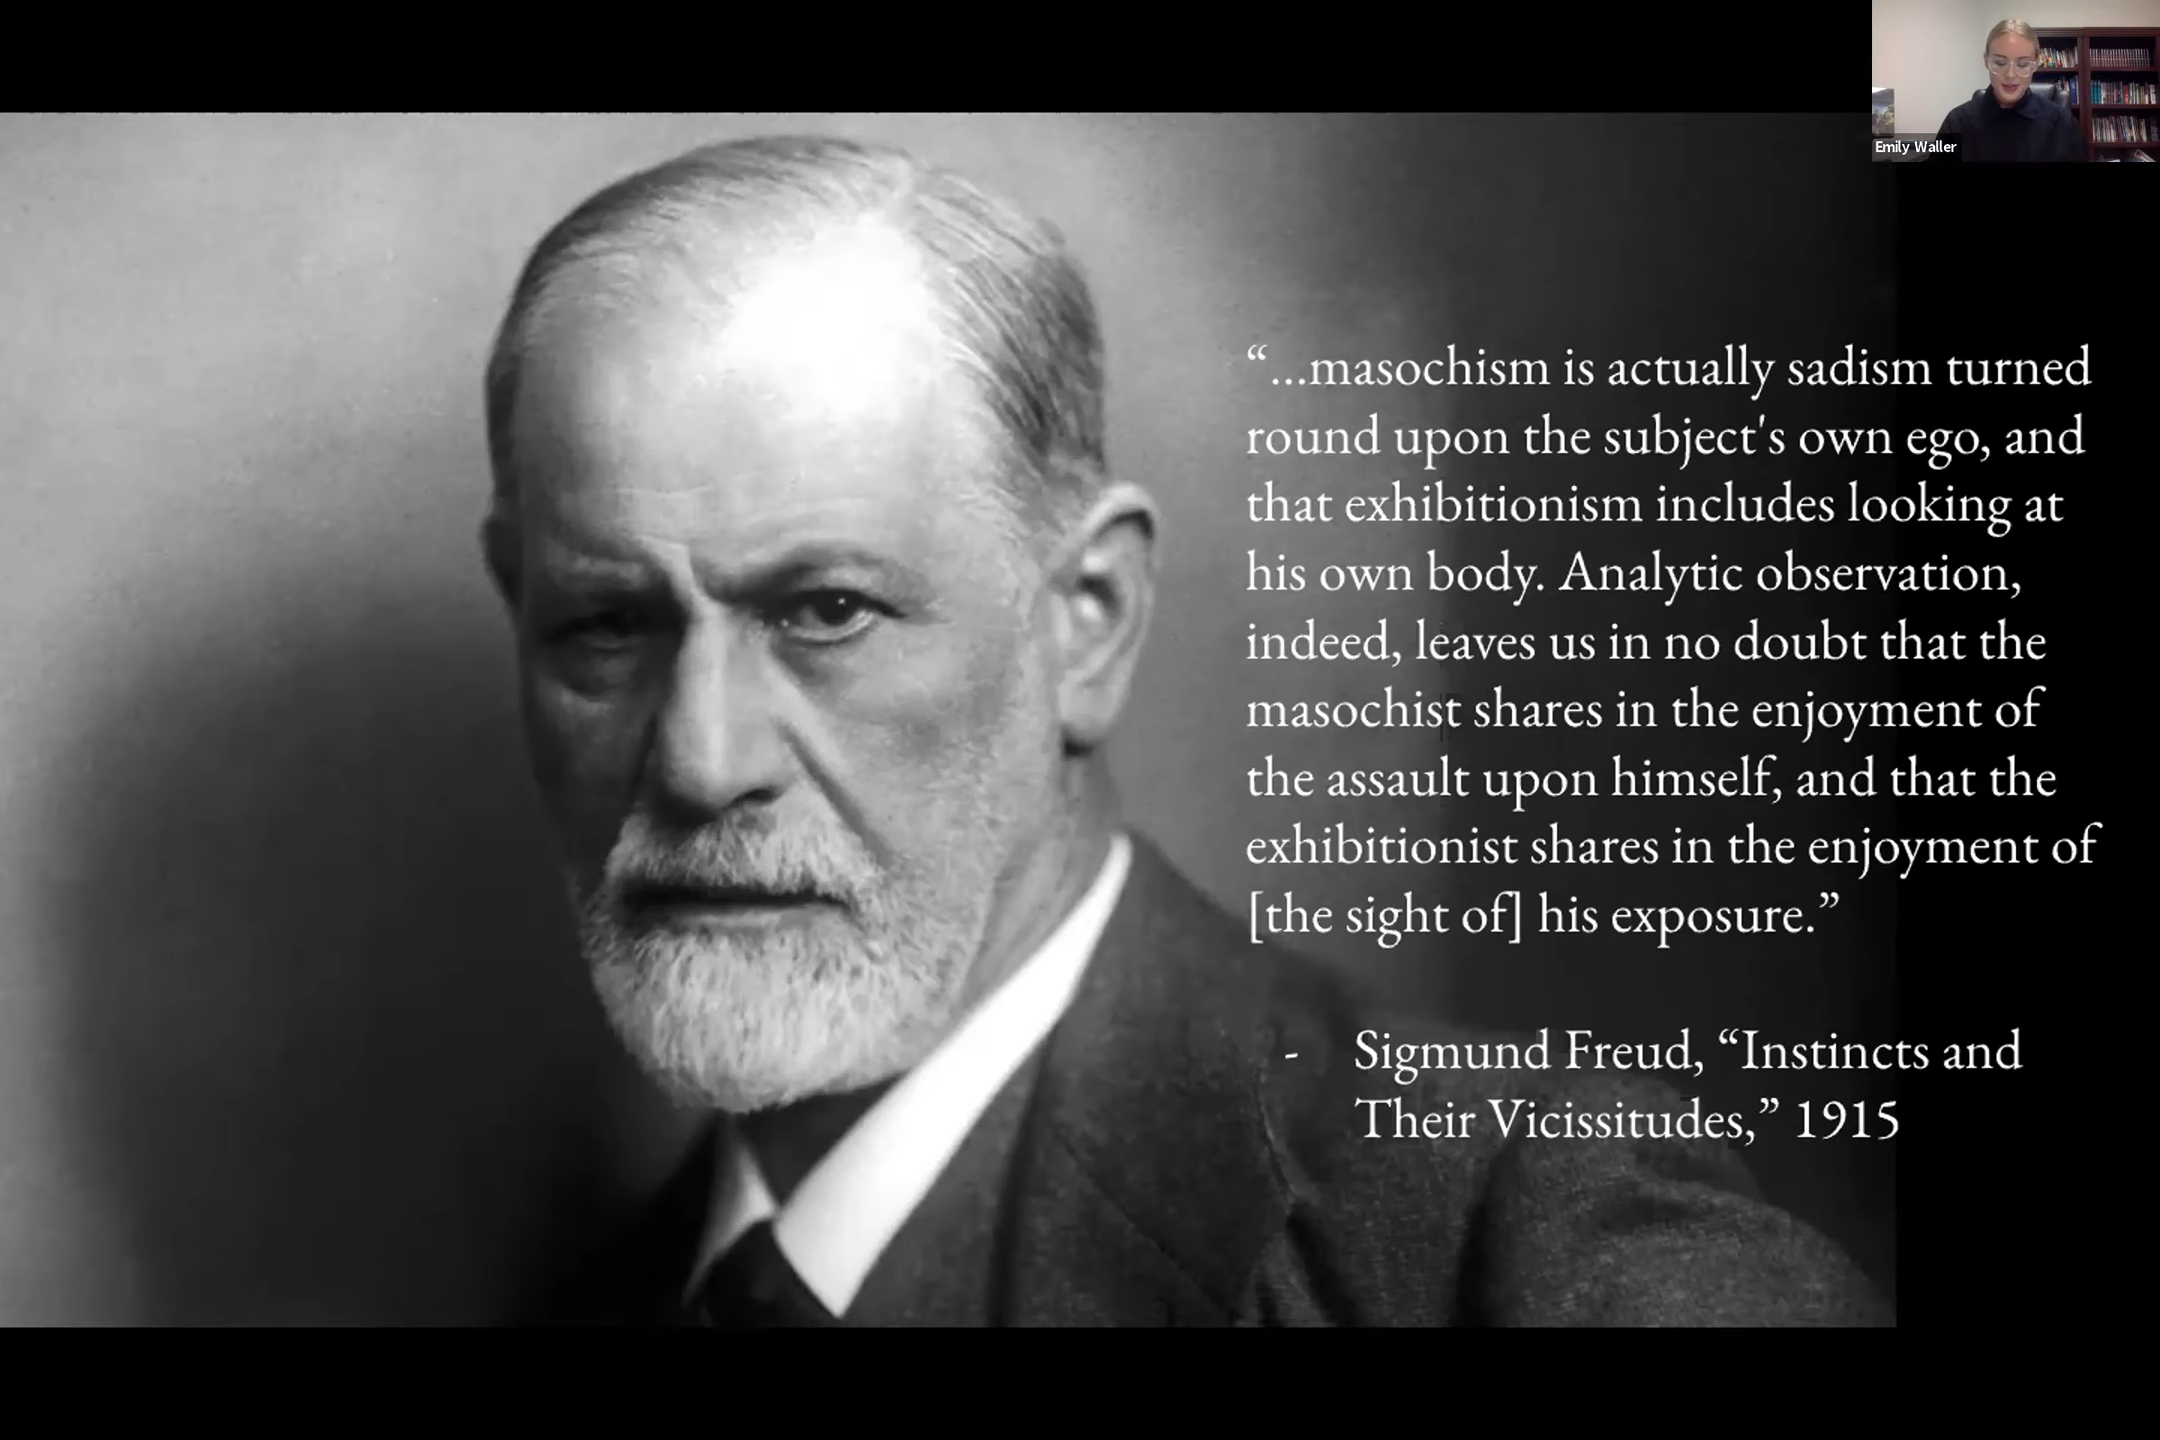 Emily Waller
“...masochism is actually sadism turned
round upon the subject's own ego, and
that exhibitionism includes looking at
his own body. Analytic observation,
indeed, leaves us in no doubt that the
masochist shares in the enjoyment of
the assault upon himself, and that the
exhibitionist shares in the enjoyment of
[the sight of] his exposure.”
- Sigmund Freud, “Instincts and
Their Vicissitudes,” 1915